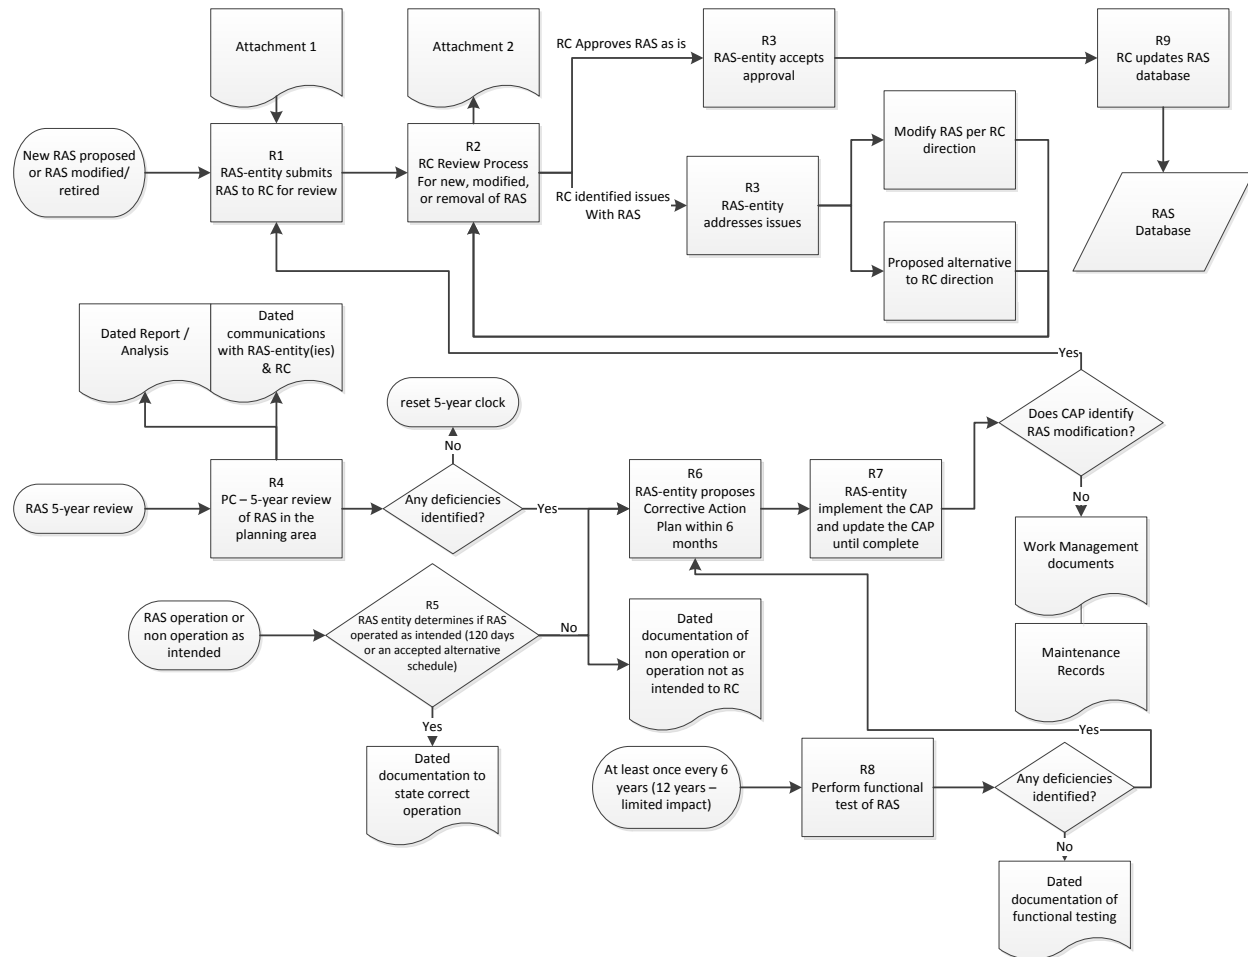 Attachment 1
Attachment 2
RC Approves RAS as is
R3
RAS-entity accepts
approval
R9
RC updates RAS
database
New RAS proposed
or RAS modified/
retired
R1
RAS-entity submits
RAS to RC for review
R2
RC Review Process
For new, modified,
or removal of RAS
RC identified issues
With RAS
R3
RAS-entity
addresses issues
Modify RAS per RC
direction
Proposed alternative
to RC direction
RAS
Database
Dated Report /
Analysis
Dated
communications
with RAS-entity(ies)
& RC
Yes
reset 5-year clock
No
Does CAP identify
RAS modification?
RAS 5-year review
R4
PC – 5-year review
of RAS in the
planning area
Any deficiencies
identified?
Yes
R6
RAS-entity proposes
Corrective Action
Plan within 6
months
R7
RAS-entity
implement the CAP
and update the CAP
until complete
No
Work Management
documents
Maintenance
Records
RAS operation or
non operation as
intended
R5
RAS entity determines if RAS
operated as intended (120 days
or an accepted alternative
schedule)
No
Dated
documentation of
non operation or
operation not as
intended to RC
Yes
Dated
documentation to
state correct
operation
Yes
At least once every 6
years (12 years –
limited impact)
R8
Perform functional
test of RAS
Any deficiencies
identified?
No
Dated
documentation of
functional testing